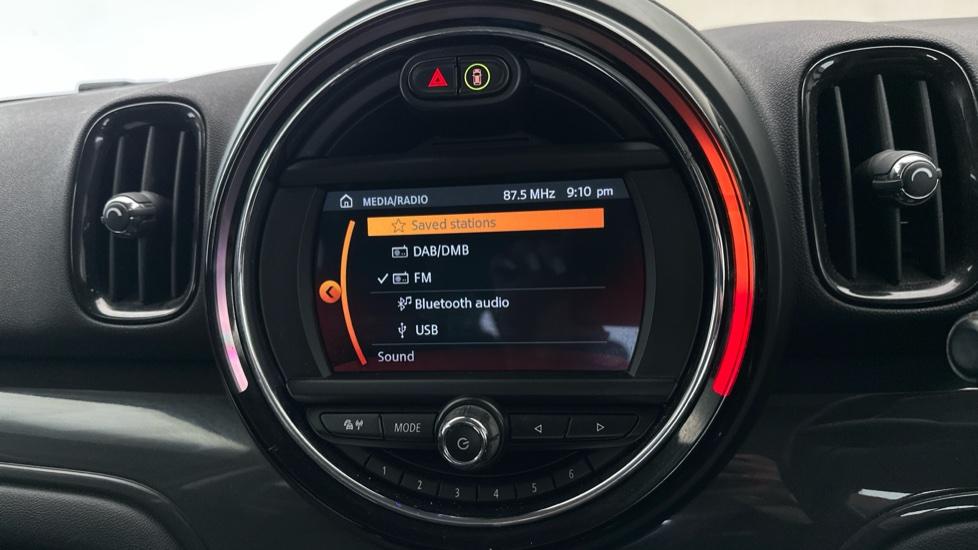 MEDIA/RADIO 87.5 MHz 9:10 pm
Saved stations
DAB/DMB
FM
Bluetooth audio
USB
Sound
MODE
1 2 3 4 5 6